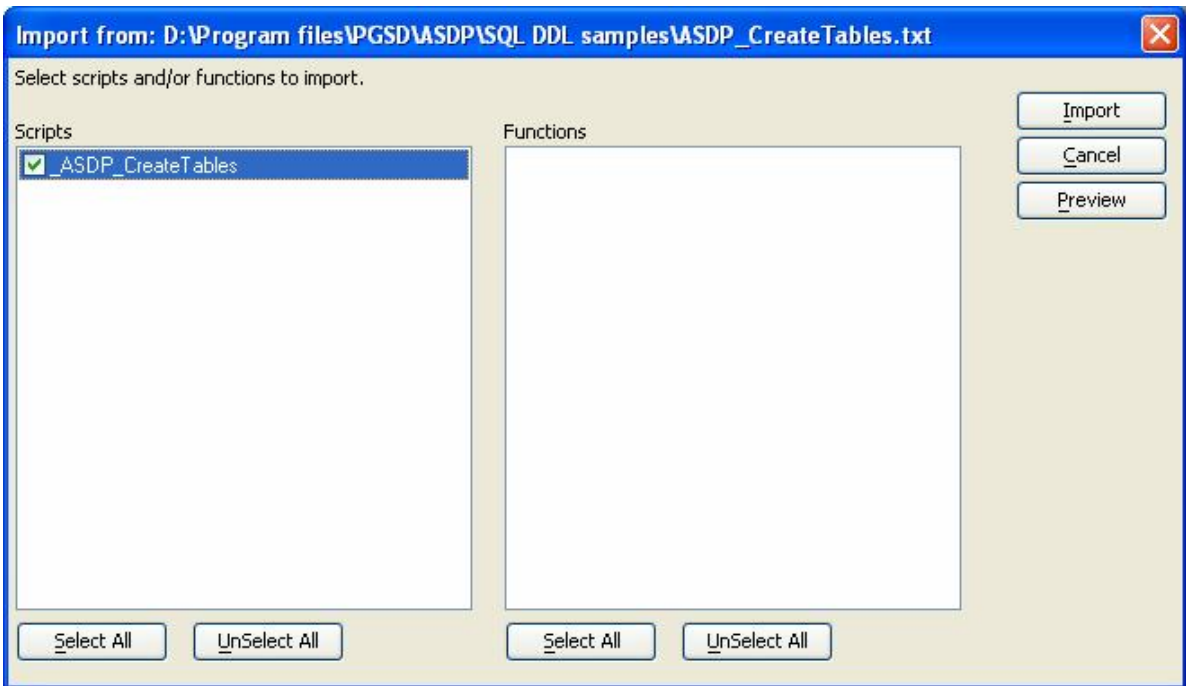 Import from: D:\Program files\PGSD\ASDP\SQL DDL samples\ASDP_CreateTables.txt
Select scripts and/or functions to import.
Scripts
Functions
Import
_ASDP_CreateTables
Cancel
Preview
Select All
UnSelect All
Select All
UnSelect All